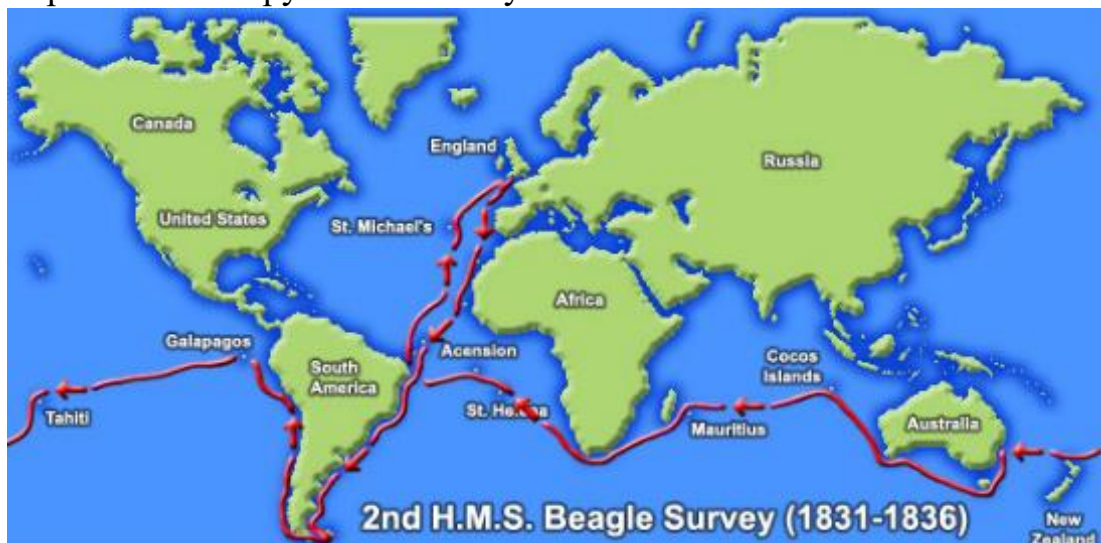 Canada
England
Russia
United States
St. Michael's
Africa
Galapagos
Acension
South
America
Cocos
Islands
Tahiti
St. Helena
Mauritius
Australia
2nd H.M.S. Beagle Survey (1831-1836)
New
Zealand